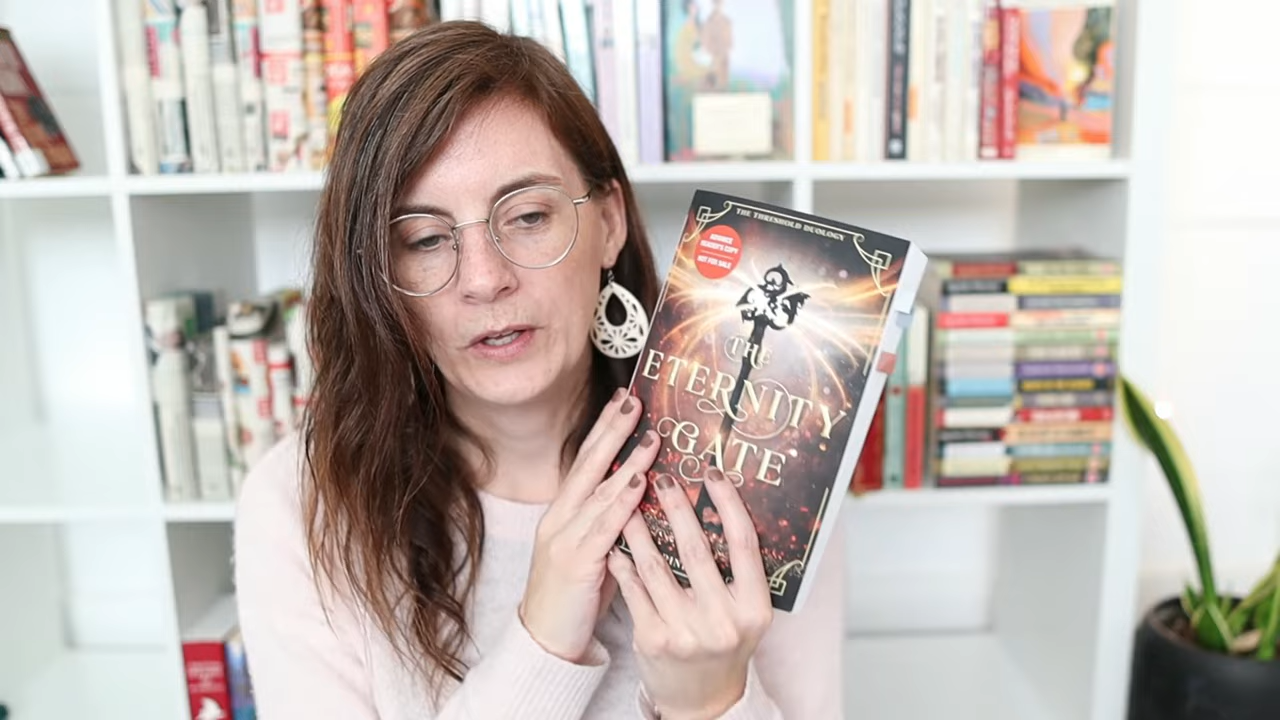 THE THRESHOLD DUOLOGY
ADVANCE
READER'S COPY
NOT FOR SALE
THE
ETERNITY
GATE